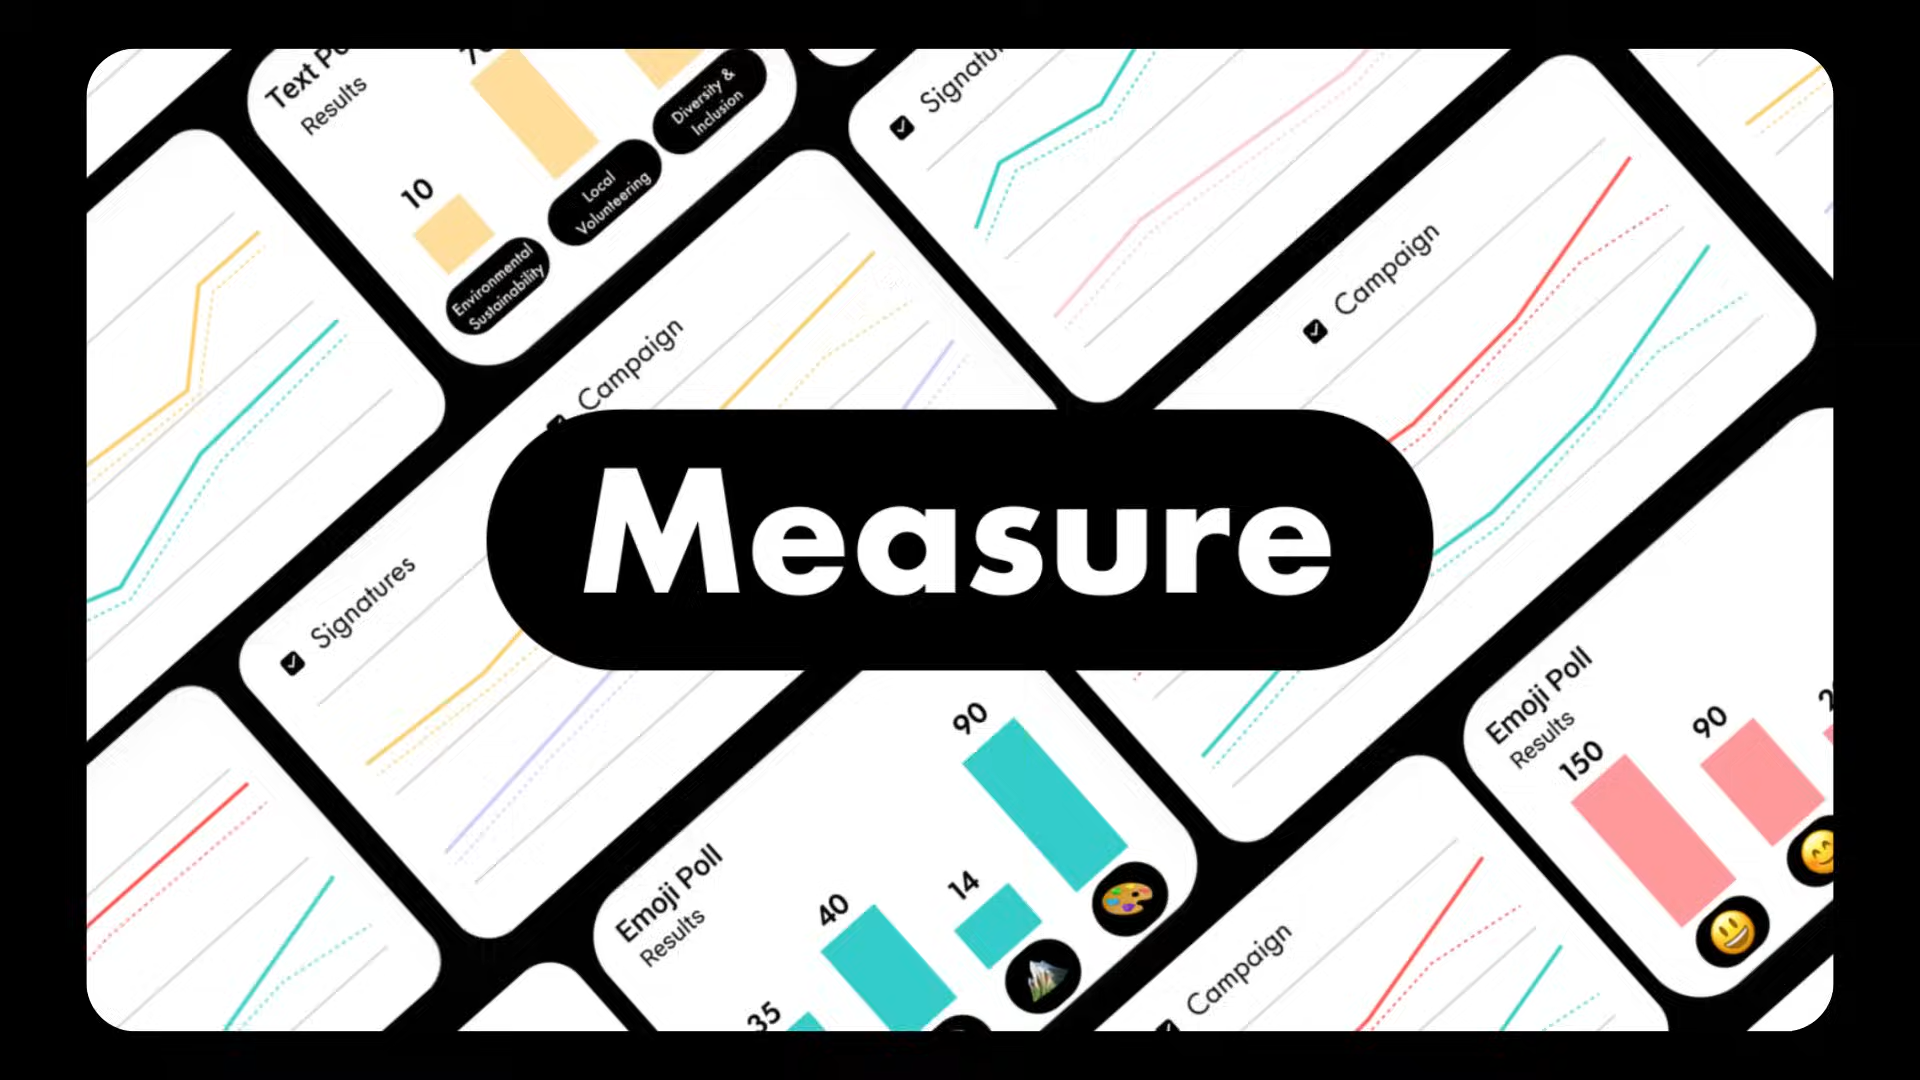 Text Po
Results
10
Environmental
Sustainability
Local
Volunteering
Diversity &
Inclusion
Signatur
Campaign
Campaign
Measure
Signatures
Emoji Poll
Results
35
40
14
90
Campaign
Emoji Poll
Results
150
90